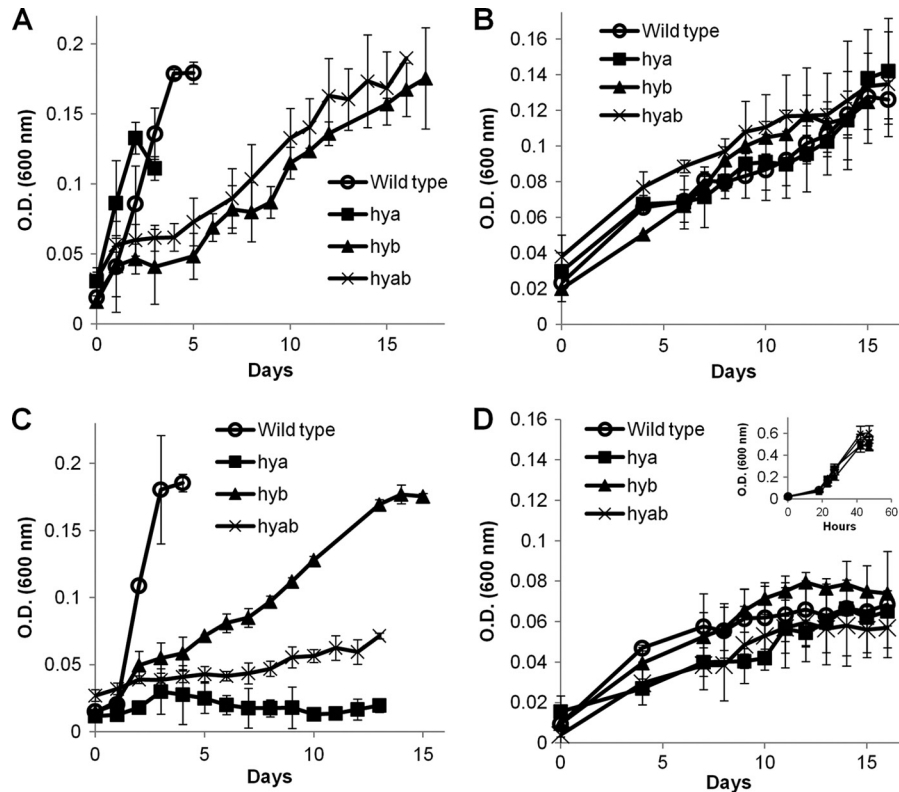 A
O.D. (600 nm)
0.2
0.15
0.1
0.05
0
Wild type
hya
hyb
hyab
0 5 10 15
Days
B
O.D. (600 nm)
0.16
0.14
0.12
0.1
0.08
0.06
0.04
0.02
0
Wild type
hya
hyb
hyab
0 5 10 15
Days
C
O.D. (600 nm)
0.2
0.15
0.1
0.05
0
Wild type
hya
hyb
hyab
0 5 10 15
Days
D
O.D. (600 nm)
0.16
0.14
0.12
0.1
0.08
0.06
0.04
0.02
0
Wild type
hya
hyb
hyab
0 5 10 15
Days
O.D. (600 nm)
0.6
0.4
0.2
0
0 20 40 60
Hours